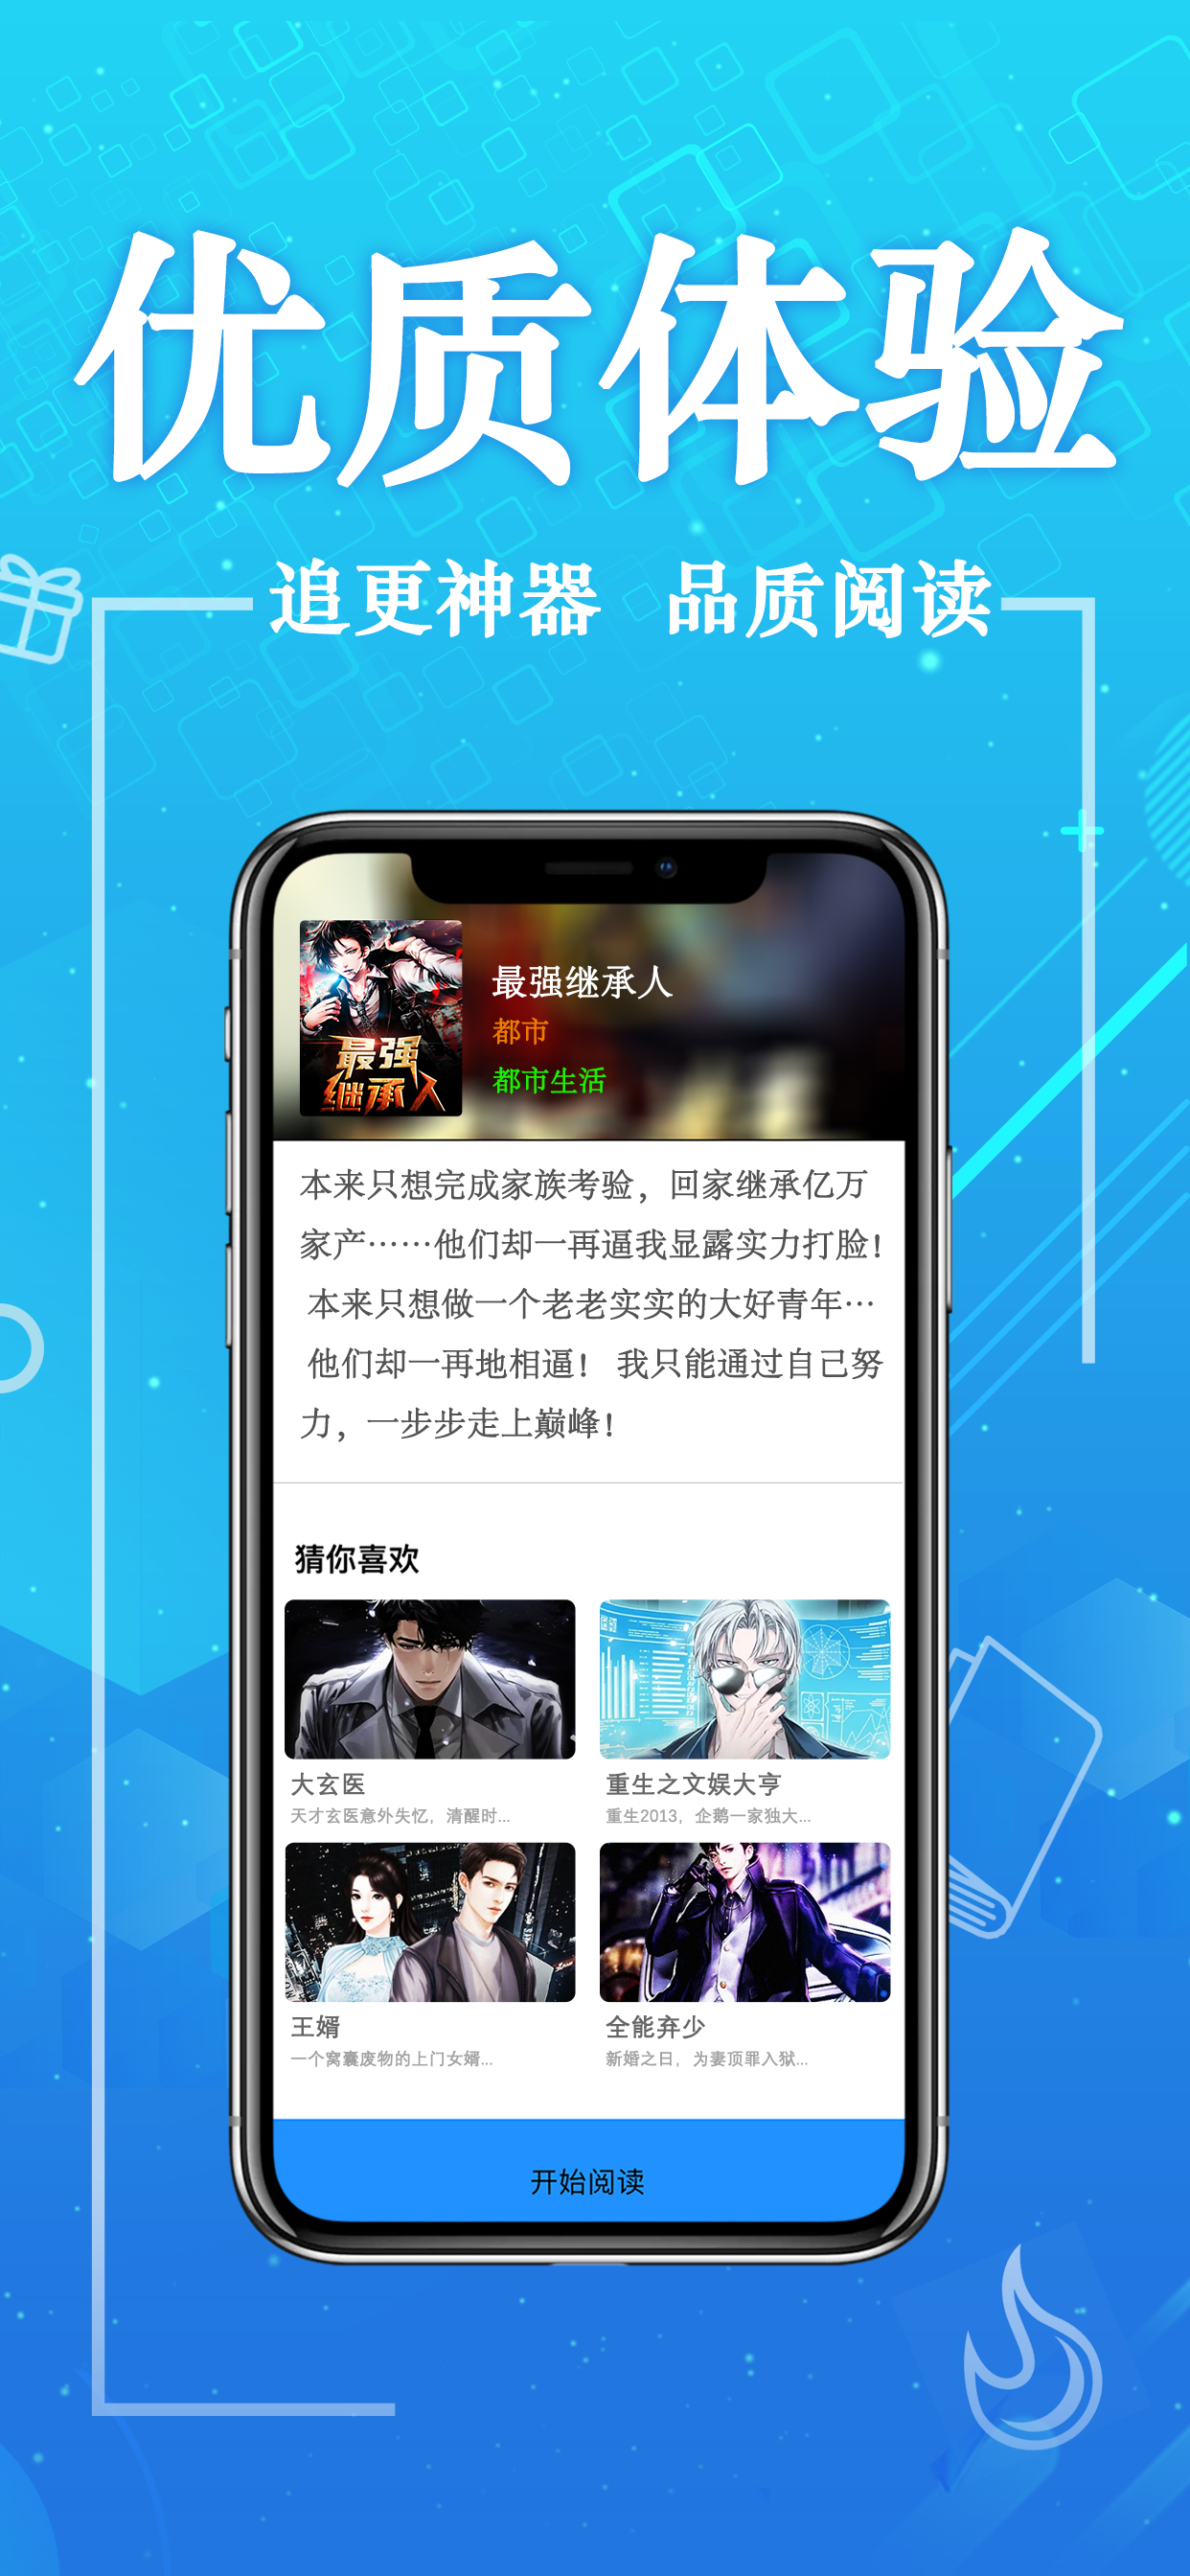 优质体验
追更神器 品质阅读
最强继承人
最强
继承人
都市
都市生活
本来只想完成家族考验，回家继承亿万
家产……他们却一再逼我显露实力打脸！
本来只想做一个老老实实的大好青年…
他们却一再地相逼！ 我只能通过自己努
力，一步步走上巅峰！
猜你喜欢
大玄医
天才玄医意外失忆，清醒时...
重生之文娱大亨
重生2013，企鹅一家独大...
王婿
一个窝囊废物的上门女婿...
全能弃少
新婚之日，为妻顶罪入狱...
开始阅读